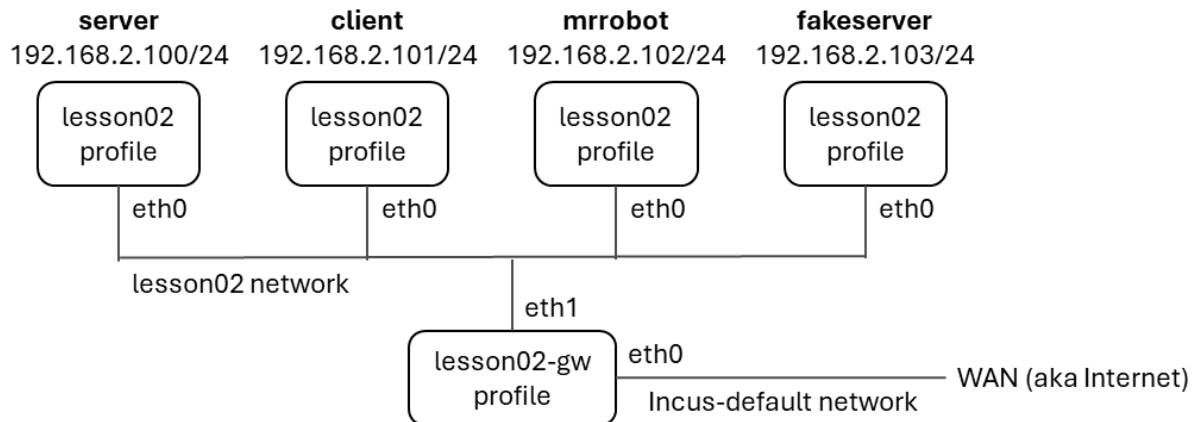 server
192.168.2.100/24
client
192.168.2.101/24
mrrobot
192.168.2.102/24
fakeserver
192.168.2.103/24
lesson02
profile
lesson02
profile
lesson02
profile
lesson02
profile
eth0
eth0
eth0
eth0
lesson02 network
eth1
lesson02-gw
profile
eth0
WAN (aka Internet)
Incus-default network